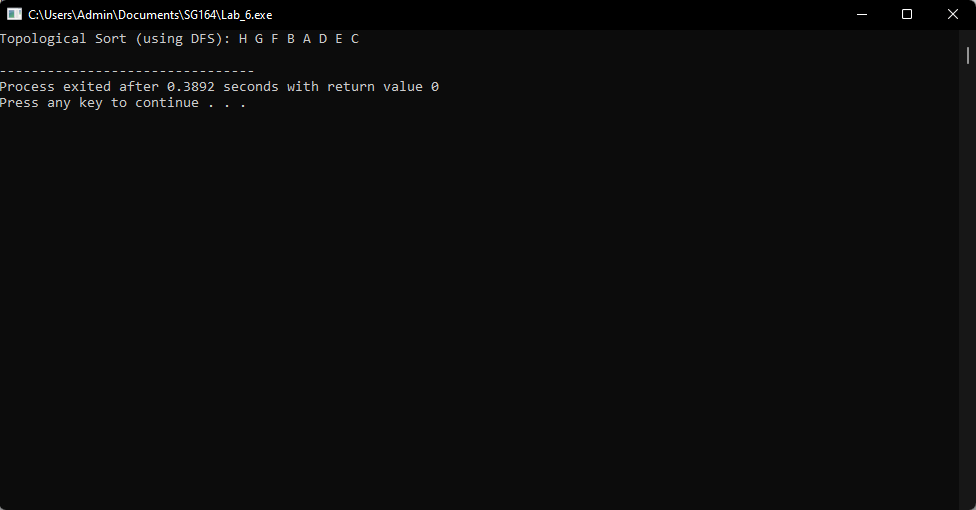 C:\Users\Admin\Documents\SG164\Lab_6.exe
Topological Sort (using DFS): H G F B A D E C
--------------------------------
Process exited after 0.3892 seconds with return value 0
Press any key to continue . . .